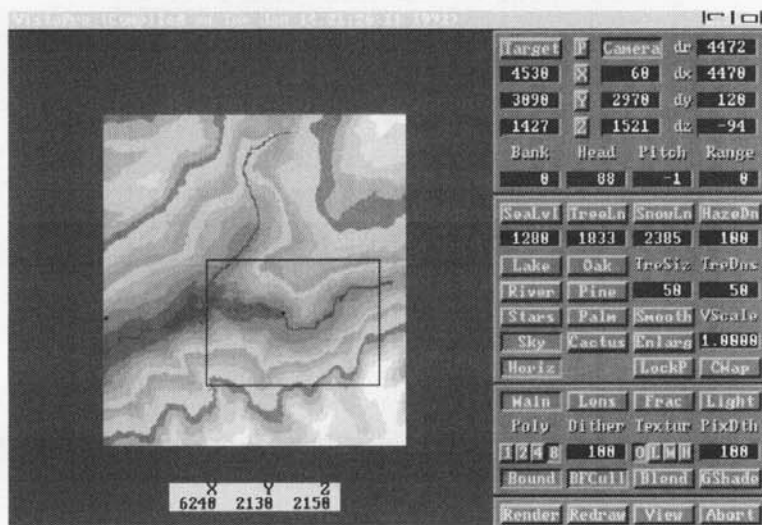 VistaPro (Compiled on
Target P Camera dr 4472
4530 X 60 dx 4470
3090 Y 2970 dy 120
1427 Z 1521 dz -94
Bank Head Pitch Range
0 88 -1 0
SeaLvl TreeLn SnowLn HazeDn
1280 1833 2385 100
Lake Oak TreSiz TreDns
River Pine 50 50
Stars Palm Smooth VScale
Sky Cactus Enlarg 1.0000
Horiz LockP CMap
Main Lens Frac Light
Poly Dither Textur PixDth
1 2 4 8 100 O L M H 100
Bound BFCull Blend GShade
Render Redraw View Abort
X Y Z
6240 2130 2150